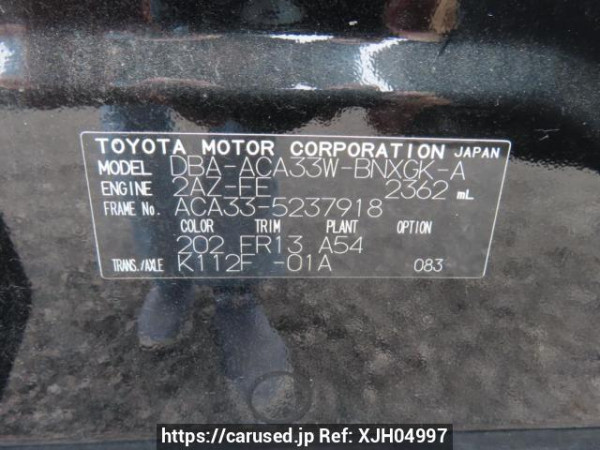 TOYOTA MOTOR CORPORATION JAPAN
MODEL DBA-ACA33W-BNXGK-A
ENGINE 2AZ-FE 2362 mL
FRAME No. ACA33-5237918
COLOR TRIM PLANT OPTION
202 FR13 A54
TRANS./AXLE K112F -01A 083
https://carused.jp Ref: XJH04997